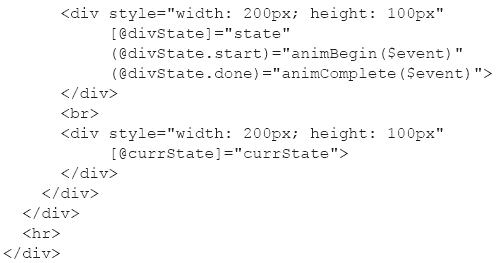 <div style="width: 200px; height: 100px"
[@divState]="state"
(@divState.start)="animBegin($event)"
(@divState.done)="animComplete($event)">
</div>
<br>
<div style="width: 200px; height: 100px"
[@currState]="currState">
</div>
</div>
</div>
<hr>
</div>